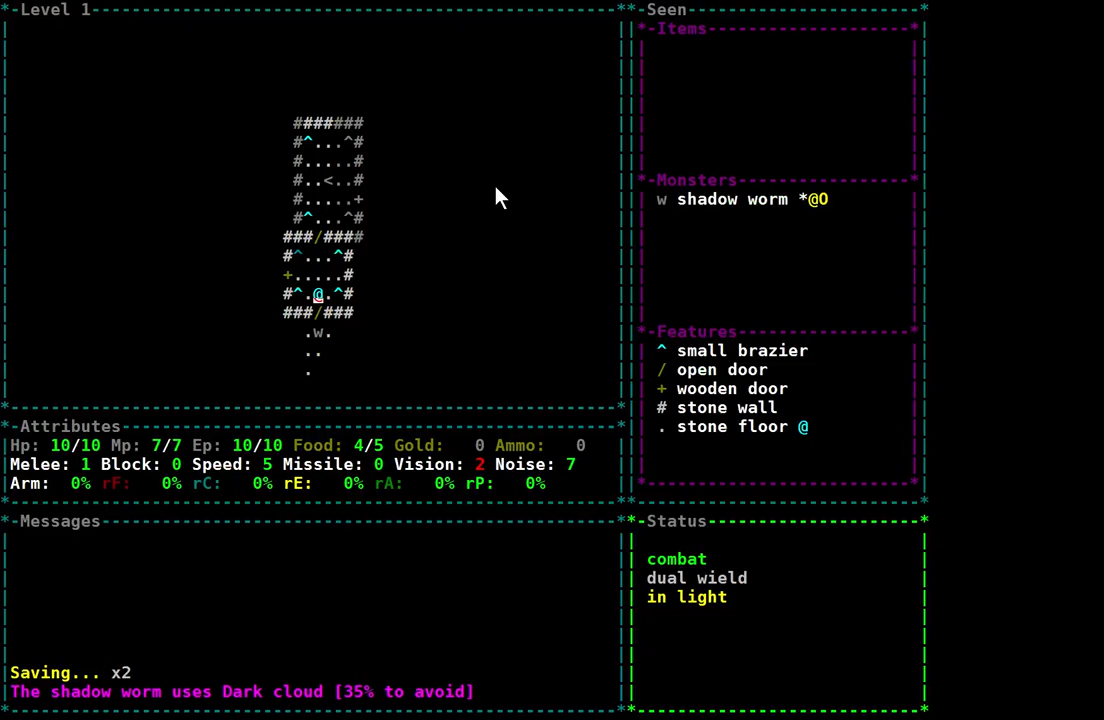 Level 1
Seen
Items
#######
#^...^#
#.....#
#..<..#
#.....+
#^...^#
###/#####
#^...^#
+.....#
#^.@.^#
###/###
.w.
..
.
Monsters
w shadow worm *@O
Features
^ small brazier
/ open door
+ wooden door
# stone wall
. stone floor @
Attributes
Hp: 10/10 Mp: 7/7 Ep: 10/10 Food: 4/5 Gold: 0 Ammo: 0
Melee: 1 Block: 0 Speed: 5 Missile: 0 Vision: 2 Noise: 7
Arm: 0% rF: 0% rC: 0% rE: 0% rA: 0% rP: 0%
Messages
Saving... x2
The shadow worm uses Dark cloud [35% to avoid]
Status
combat
dual wield
in light